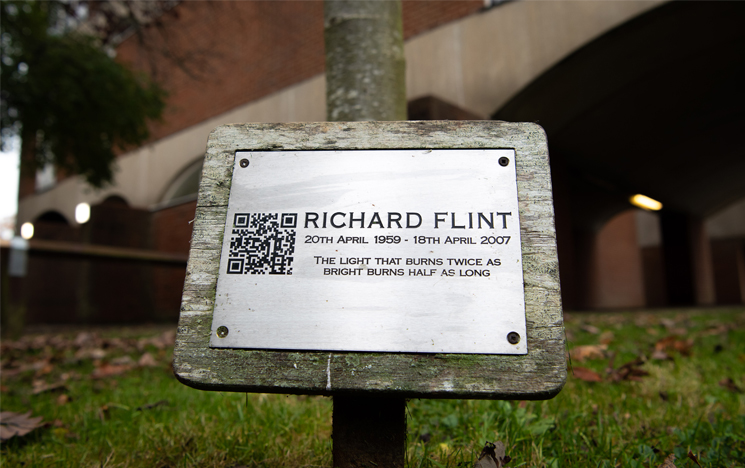 RICHARD FLINT
20TH APRIL 1959 - 18TH APRIL 2007
THE LIGHT THAT BURNS TWICE AS
BRIGHT BURNS HALF AS LONG